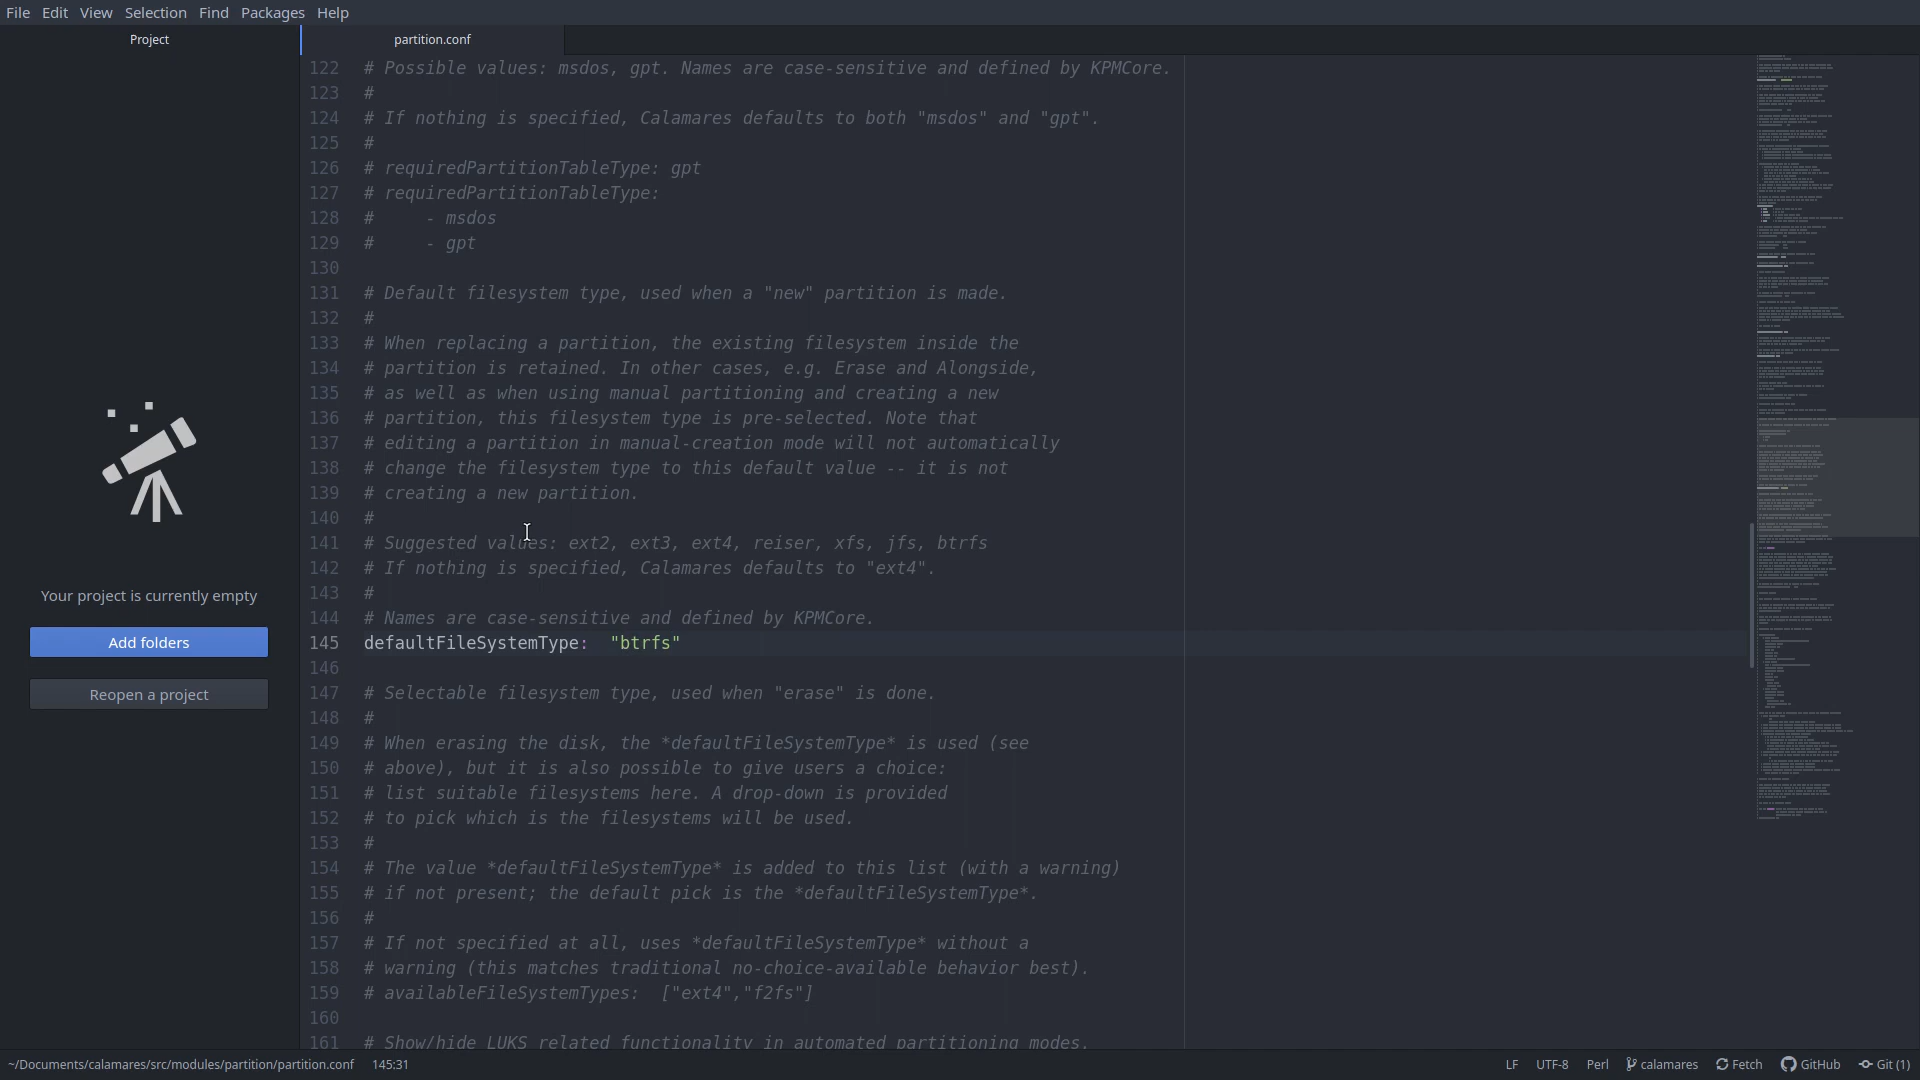 File Edit View Selection Find Packages Help
Project
partition.conf
122 # Possible values: msdos, gpt. Names are case-sensitive and defined by KPMCore.
123 #
124 # If nothing is specified, Calamares defaults to both "msdos" and "gpt".
125 #
126 # requiredPartitionTableType: gpt
127 # requiredPartitionTableType:
128 #     - msdos
129 #     - gpt
130
131 # Default filesystem type, used when a "new" partition is made.
132 #
133 # When replacing a partition, the existing filesystem inside the
134 # partition is retained. In other cases, e.g. Erase and Alongside,
135 # as well as when using manual partitioning and creating a new
136 # partition, this filesystem type is pre-selected. Note that
137 # editing a partition in manual-creation mode will not automatically
138 # change the filesystem type to this default value -- it is not
139 # creating a new partition.
140 #
141 # Suggested values: ext2, ext3, ext4, reiser, xfs, jfs, btrfs
142 # If nothing is specified, Calamares defaults to "ext4".
143 #
144 # Names are case-sensitive and defined by KPMCore.
145 defaultFileSystemType:  "btrfs"
146
147 # Selectable filesystem type, used when "erase" is done.
148 #
149 # When erasing the disk, the *defaultFileSystemType* is used (see
150 # above), but it is also possible to give users a choice:
151 # list suitable filesystems here. A drop-down is provided
152 # to pick which is the filesystems will be used.
153 #
154 # The value *defaultFileSystemType* is added to this list (with a warning)
155 # if not present; the default pick is the *defaultFileSystemType*.
156 #
157 # If not specified at all, uses *defaultFileSystemType* without a
158 # warning (this matches traditional no-choice-available behavior best).
159 # availableFileSystemTypes:  ["ext4","f2fs"]
160
161 # Show/hide LUKS related functionality in automated partitioning modes.
Your project is currently empty
Add folders
Reopen a project
~/Documents/calamares/src/modules/partition/partition.conf 145:31 LF UTF-8 Perl calamares Fetch GitHub Git (1)